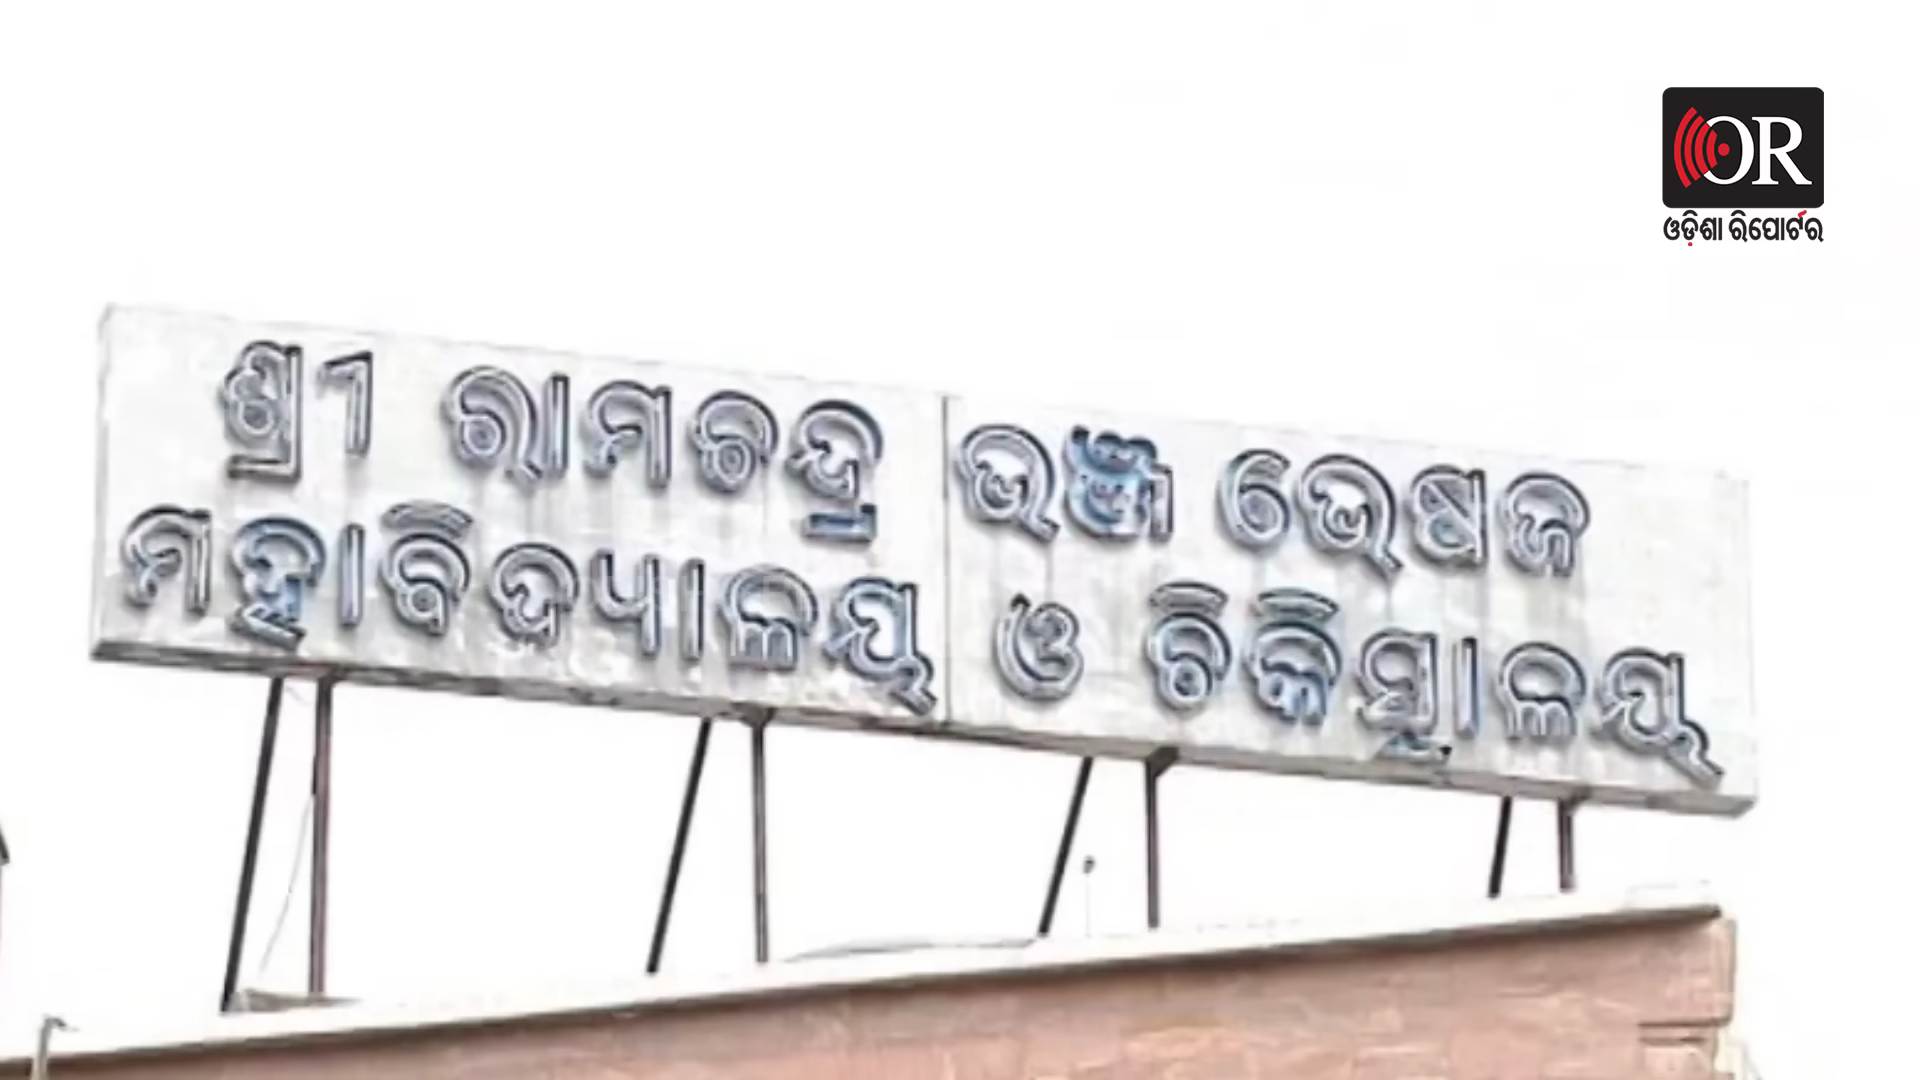 OR
ଓଡ଼ିଶା ରିପୋର୍ଟର
ଶ୍ରୀ ରାମଚନ୍ଦ୍ର ଭଞ୍ଜ ଭେଷଜ
ମହାବିଦ୍ୟାଳୟ ଓ ଚିକିତ୍ସାଳୟ